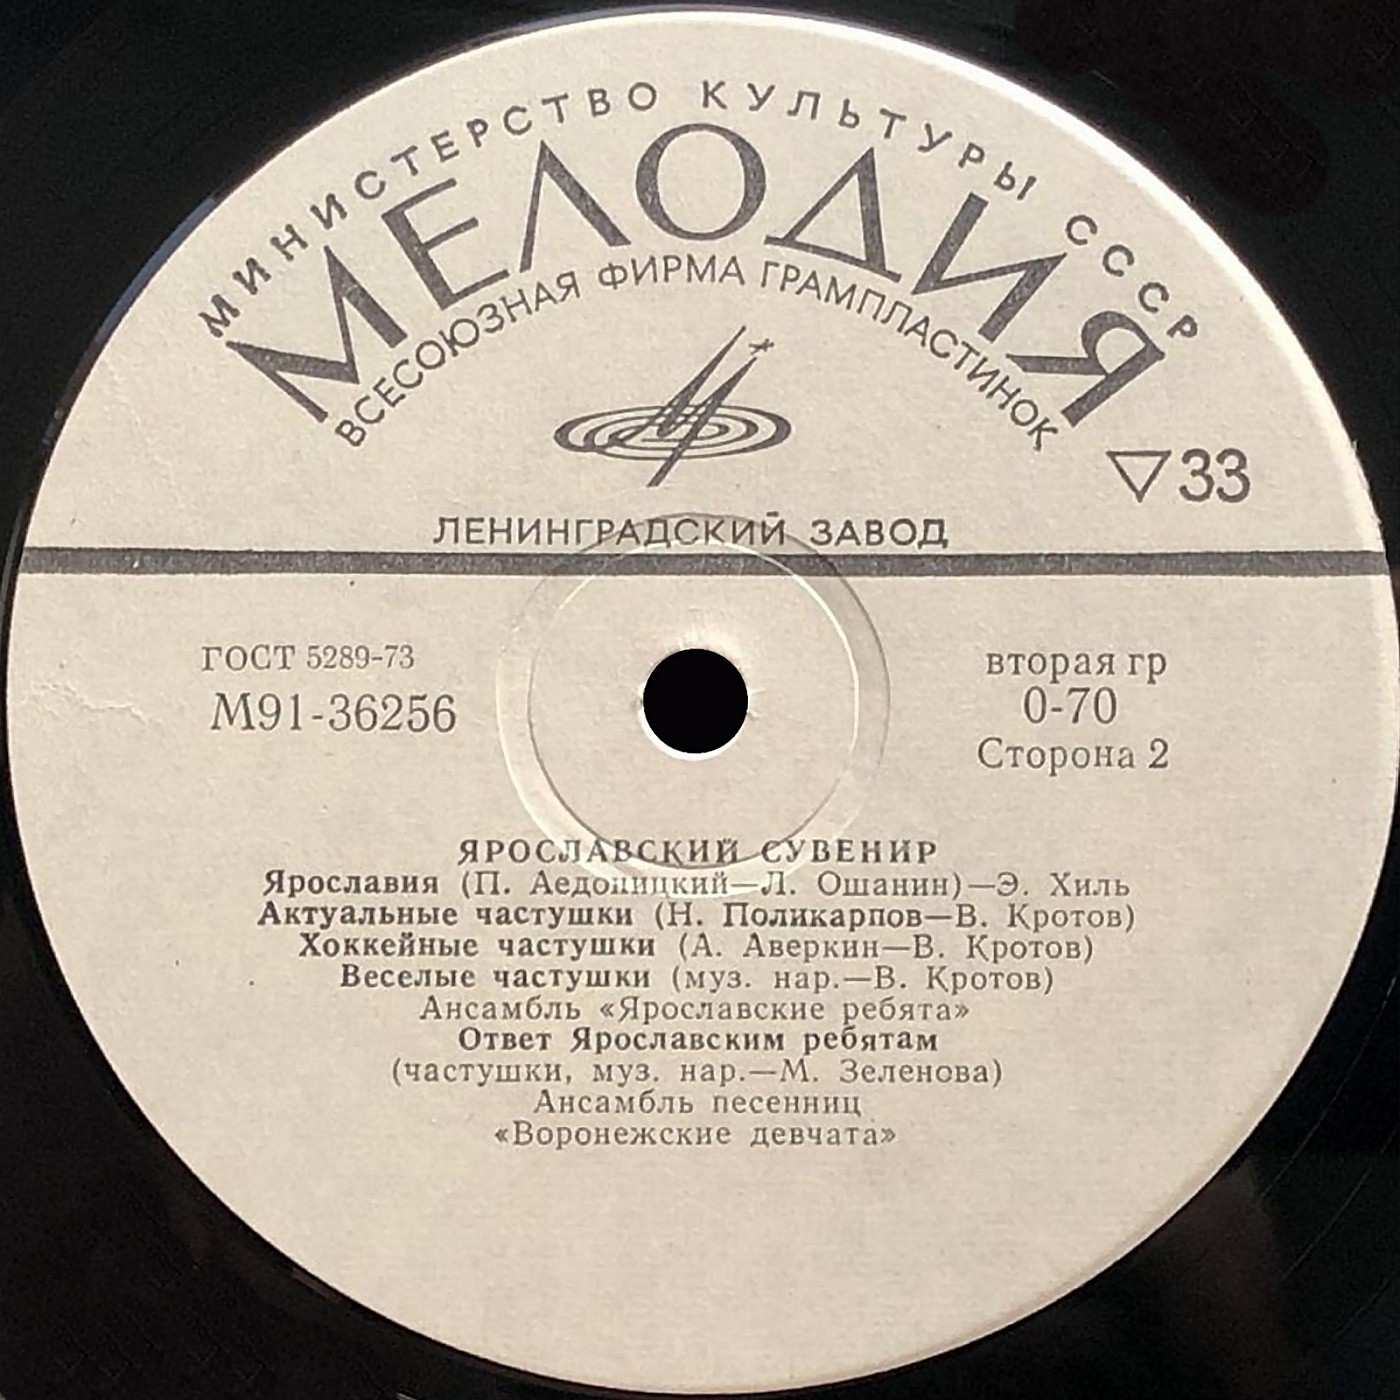 МИНИСТЕРСТВО КУЛЬТУРЫ СССР
МЕЛОДИЯ
ВСЕСОЮЗНАЯ ФИРМА ГРАМПЛАСТИНОК
33
ЛЕНИНГРАДСКИЙ ЗАВОД
ГОСТ 5289-73
М91-36256
вторая гр
0-70
Сторона 2
ЯРОСЛАВСКИЙ СУВЕНИР
Ярославия (П. Аедоницкий—Л. Ошанин)—Э. Хиль
Актуальные частушки (Н. Поликарпов—В. Кротов)
Хоккейные частушки (А. Аверкин—В. Кротов)
Веселые частушки (муз. нар.—В. Кротов)
Ансамбль «Ярославские ребята»
Ответ Ярославским ребятам
(частушки, муз. нар.—М. Зеленова)
Ансамбль песенниц
«Воронежские девчата»